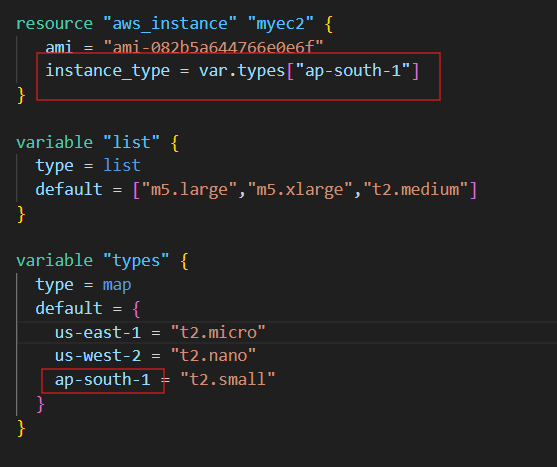 resource "aws_instance" "myec2" {
ami = "ami-082b5a644766e0e6f"
instance_type = var.types["ap-south-1"]
}
variable "list" {
type = list
default = ["m5.large","m5.xlarge","t2.medium"]
}
variable "types" {
type = map
default = {
us-east-1 = "t2.micro"
us-west-2 = "t2.nano"
ap-south-1 = "t2.small"
}
}